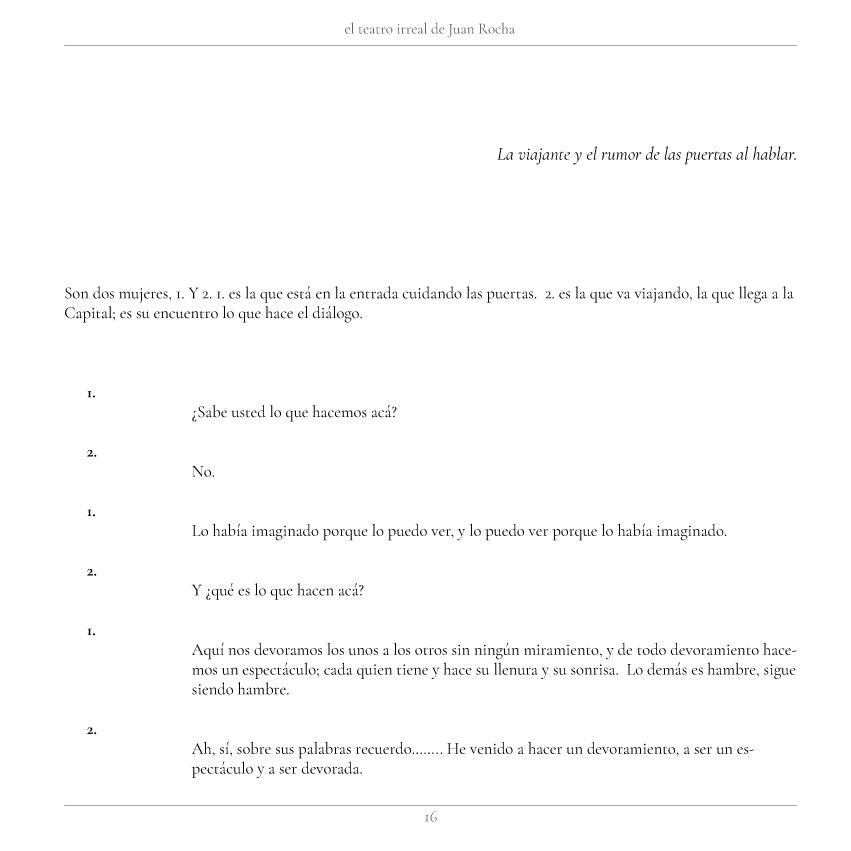 el teatro irreal de Juan Rocha
La viajante y el rumor de las puertas al hablar.
Son dos mujeres, 1. Y 2. 1. es la que está en la entrada cuidando las puertas.  2. es la que va viajando, la que llega a la
Capital; es su encuentro lo que hace el diálogo.
1.
¿Sabe usted lo que hacemos acá?
2.
No.
1.
Lo había imaginado porque lo puedo ver, y lo puedo ver porque lo había imaginado.
2.
Y ¿qué es lo que hacen acá?
1.
Aquí nos devoramos los unos a los otros sin ningún miramiento, y de todo devoramiento hace-
mos un espectáculo; cada quien tiene y hace su llenura y su sonrisa.  Lo demás es hambre, sigue
siendo hambre.
2.
Ah, sí, sobre sus palabras recuerdo........ He venido a hacer un devoramiento, a ser un es-
pectáculo y a ser devorada.
16